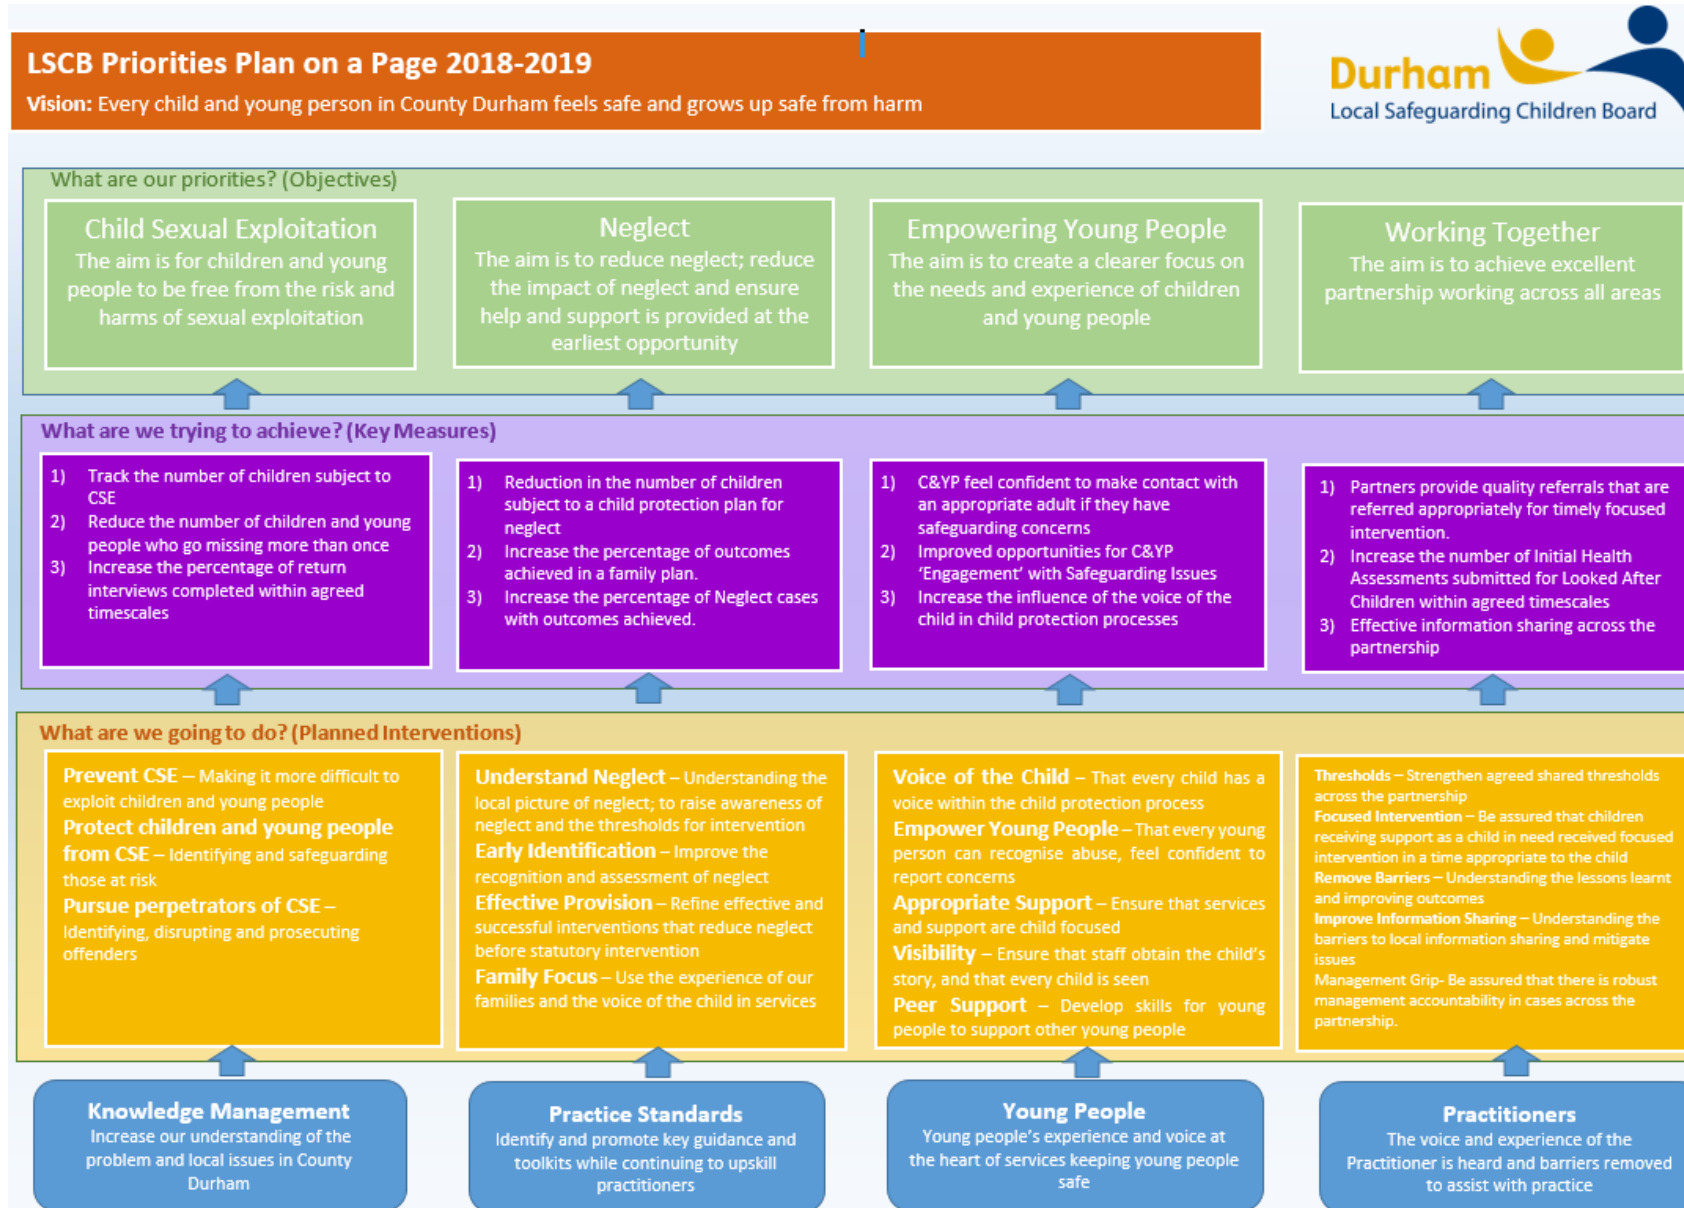 LSCB Priorities Plan on a Page 2018-2019
Vision: Every child and young person in County Durham feels safe and grows up safe from harm
Durham
Local Safeguarding Children Board
What are our priorities? (Objectives)
Child Sexual Exploitation
The aim is for children and young
people to be free from the risk and
harms of sexual exploitation
Neglect
The aim is to reduce neglect; reduce
the impact of neglect and ensure
help and support is provided at the
earliest opportunity
Empowering Young People
The aim is to create a clearer focus on
the needs and experience of children
and young people
Working Together
The aim is to achieve excellent
partnership working across all areas
What are we trying to achieve? (Key Measures)
1) Track the number of children subject to
CSE
2) Reduce the number of children and young
people who go missing more than once
3) Increase the percentage of return
interviews completed within agreed
timescales
1) Reduction in the number of children
subject to a child protection plan for
neglect
2) Increase the percentage of outcomes
achieved in a family plan.
3) Increase the percentage of Neglect cases
with outcomes achieved.
1) C&YP feel confident to make contact with
an appropriate adult if they have
safeguarding concerns
2) Improved opportunities for C&YP
‘Engagement’ with Safeguarding Issues
3) Increase the influence of the voice of the
child in child protection processes
1) Partners provide quality referrals that are
referred appropriately for timely focused
intervention.
2) Increase the number of Initial Health
Assessments submitted for Looked After
Children within agreed timescales
3) Effective information sharing across the
partnership
What are we going to do? (Planned Interventions)
Prevent CSE – Making it more difficult to
exploit children and young people
Protect children and young people
from CSE – Identifying and safeguarding
those at risk
Pursue perpetrators of CSE –
Identifying, disrupting and prosecuting
offenders
Understand Neglect – Understanding the
local picture of neglect; to raise awareness of
neglect and the thresholds for intervention
Early Identification – Improve the
recognition and assessment of neglect
Effective Provision – Refine effective and
successful interventions that reduce neglect
before statutory intervention
Family Focus – Use the experience of our
families and the voice of the child in services
Voice of the Child – That every child has a
voice within the child protection process
Empower Young People – That every young
person can recognise abuse, feel confident to
report concerns
Appropriate Support – Ensure that services
and support are child focused
Visibility – Ensure that staff obtain the child’s
story, and that every child is seen
Peer Support – Develop skills for young
people to support other young people
Thresholds – Strengthen agreed shared thresholds
across the partnership
Focused Intervention – Be assured that children
receiving support as a child in need received focused
intervention in a time appropriate to the child
Remove Barriers – Understanding the lessons learnt
and improving outcomes
Improve Information Sharing – Understanding the
barriers to local information sharing and mitigate
issues
Management Grip- Be assured that there is robust
management accountability in cases across the
partnership.
Knowledge Management
Increase our understanding of the
problem and local issues in County
Durham
Practice Standards
Identify and promote key guidance and
toolkits while continuing to upskill
practitioners
Young People
Young people’s experience and voice at
the heart of services keeping young people
safe
Practitioners
The voice and experience of the
Practitioner is heard and barriers removed
to assist with practice